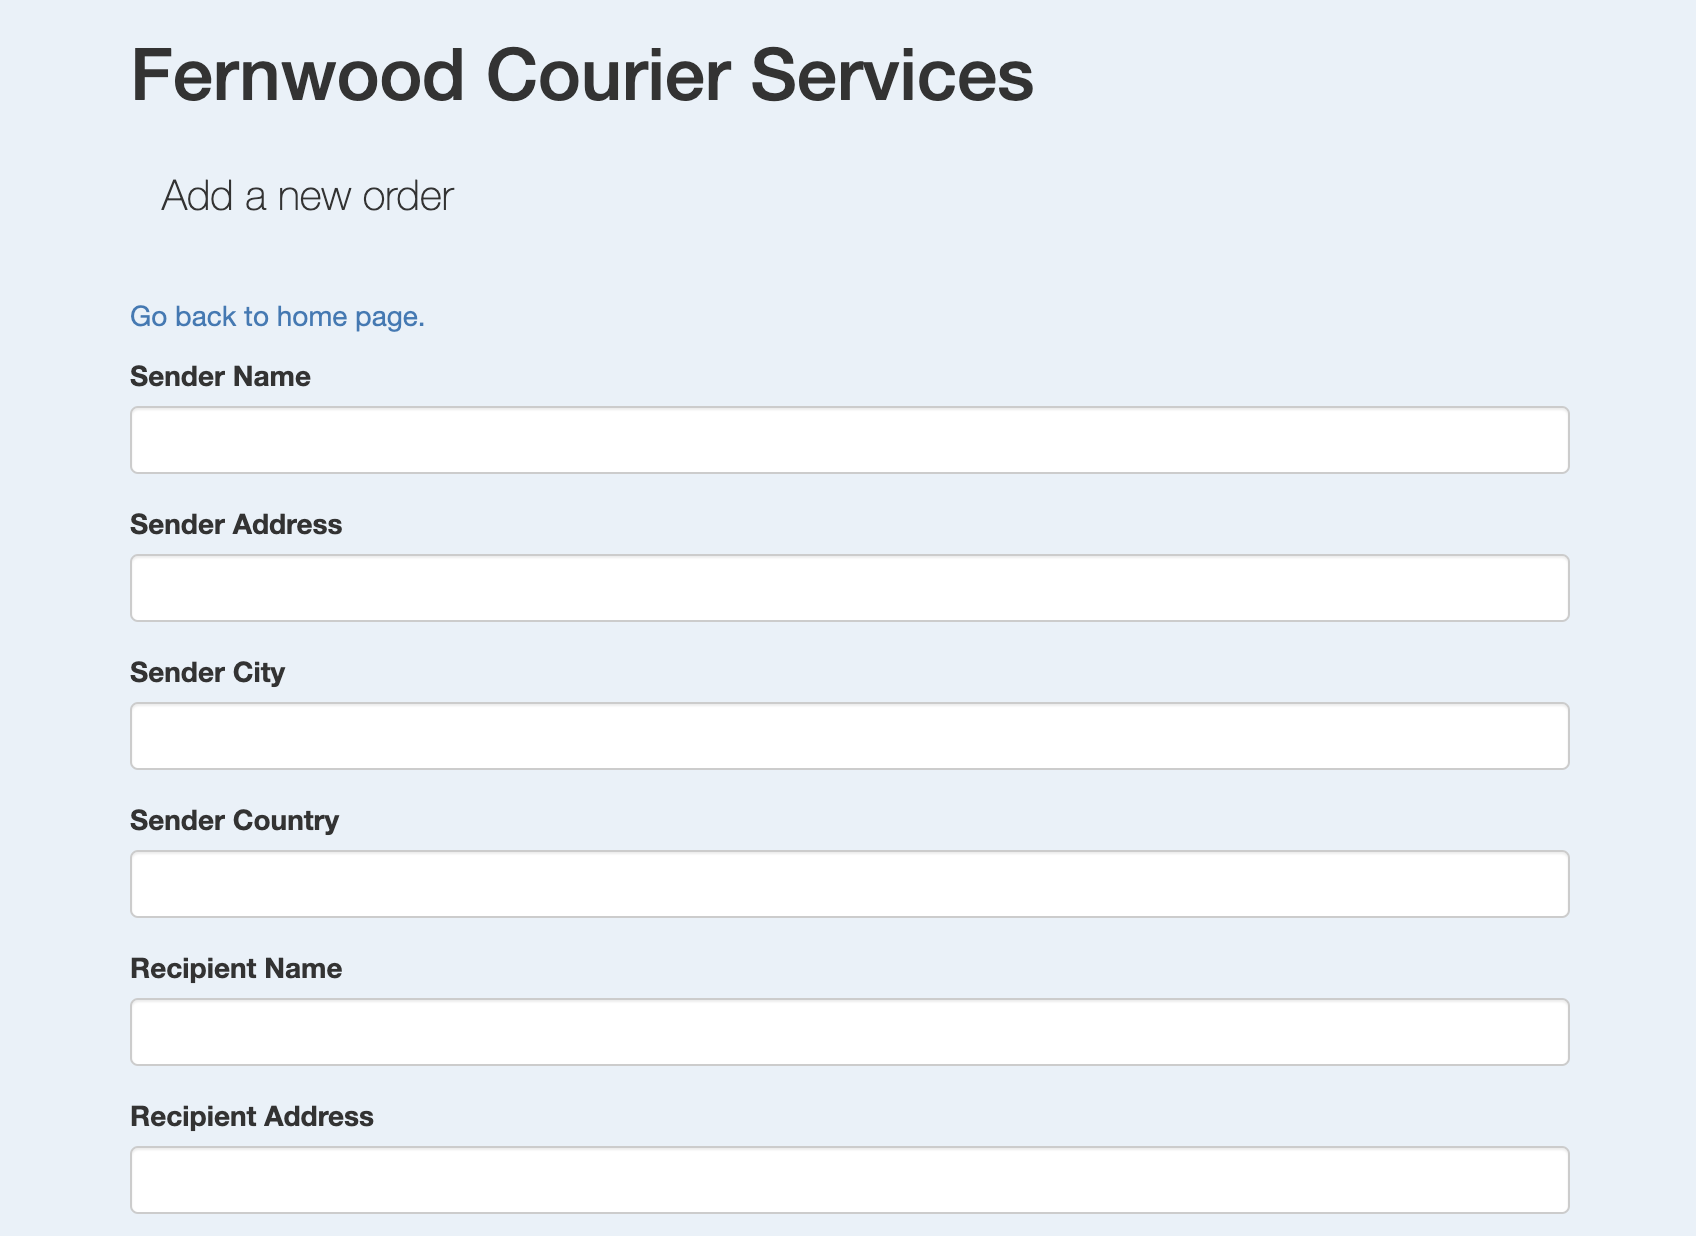 Fernwood Courier Services
Add a new order
Go back to home page.
Sender Name
Sender Address
Sender City
Sender Country
Recipient Name
Recipient Address